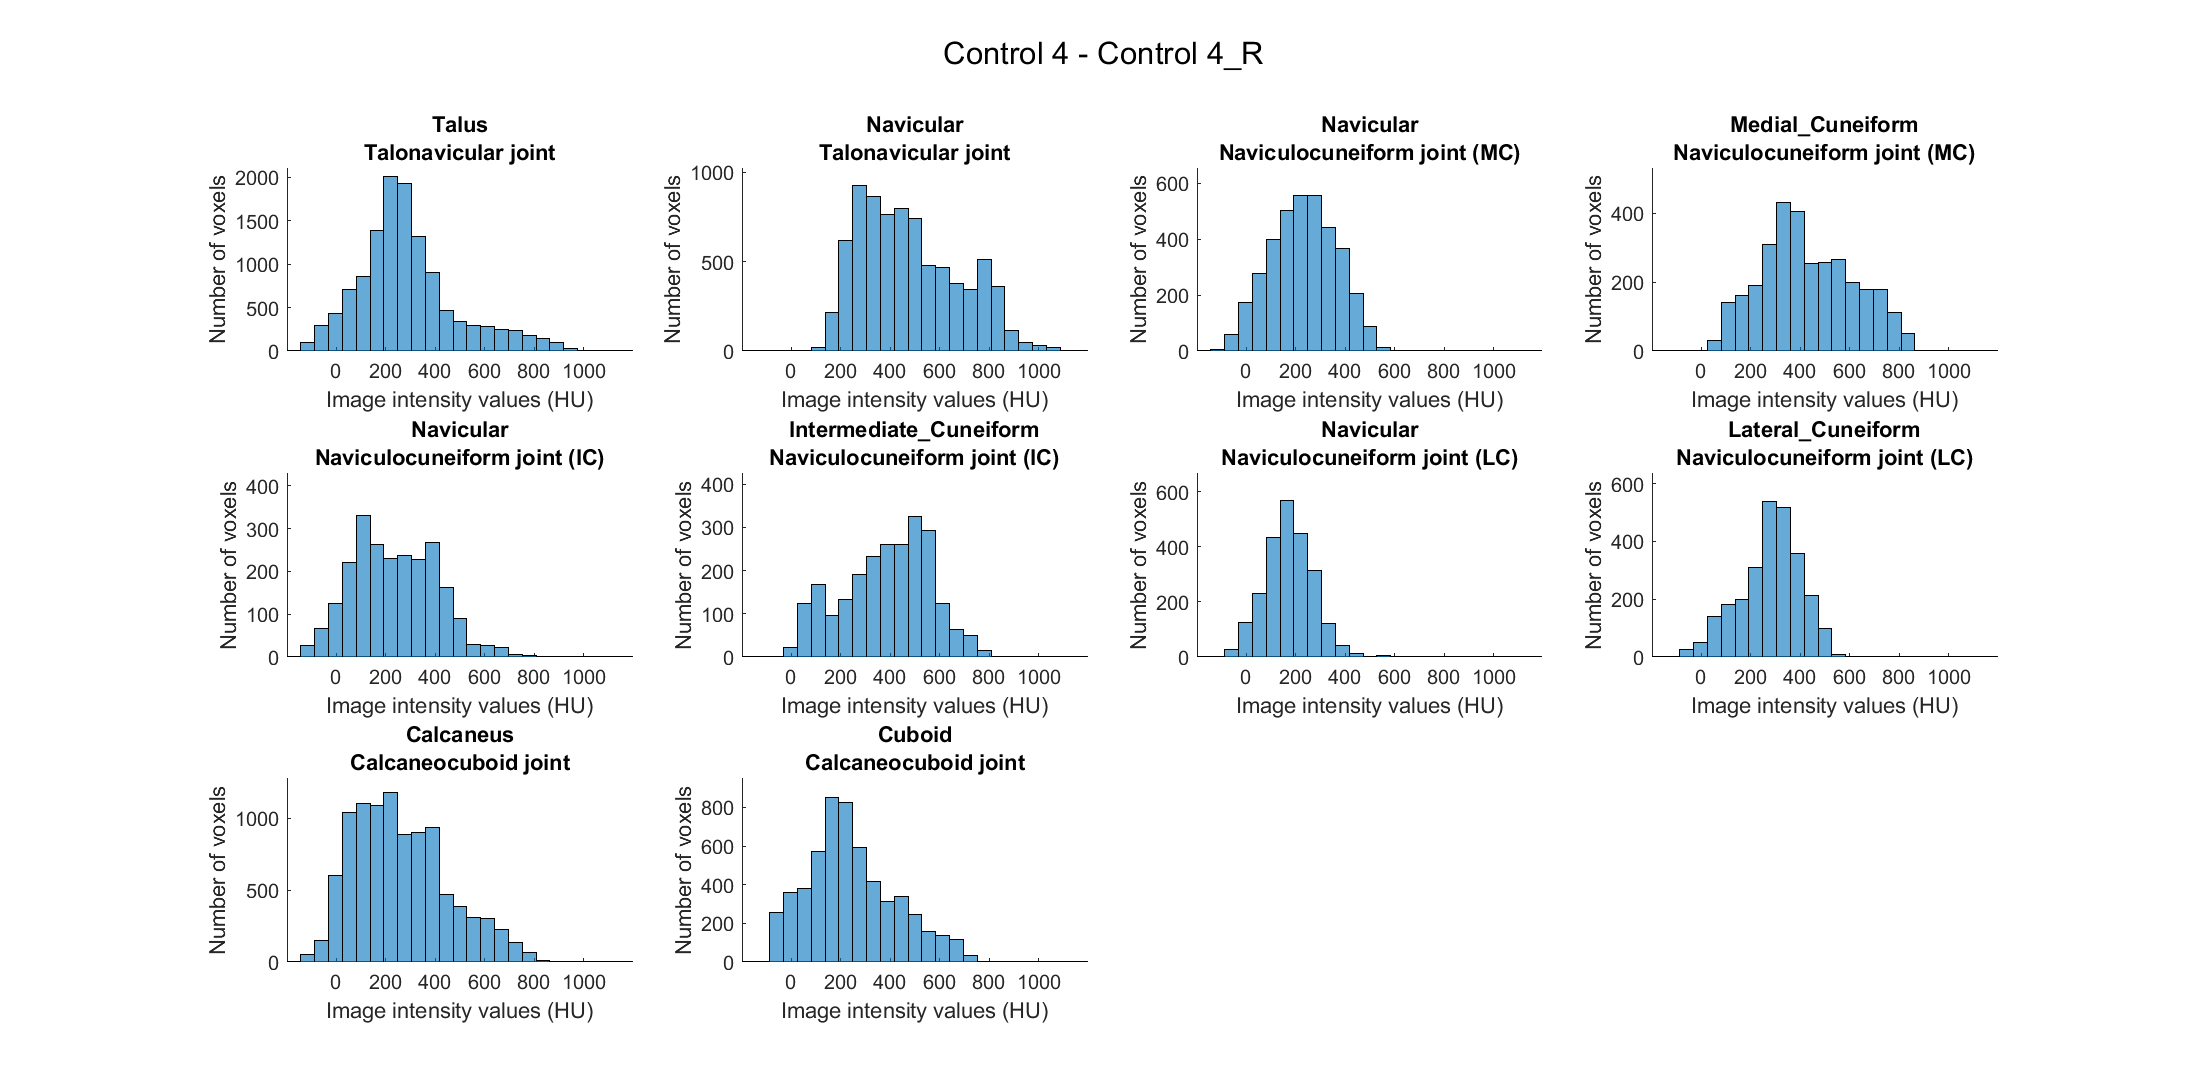 Control 4 - Control 4_R
Talus
Talonavicular joint
Number of voxels
2000
1500
1000
500
0
0 200 400 600 800 1000
Image intensity values (HU)
Navicular
Talonavicular joint
Number of voxels
1000
500
0
0 200 400 600 800 1000
Image intensity values (HU)
Navicular
Naviculocuneiform joint (MC)
Number of voxels
600
400
200
0
0 200 400 600 800 1000
Image intensity values (HU)
Medial_Cuneiform
Naviculocuneiform joint (MC)
Number of voxels
400
200
0
0 200 400 600 800 1000
Image intensity values (HU)
Navicular
Naviculocuneiform joint (IC)
Number of voxels
400
300
200
100
0
0 200 400 600 800 1000
Image intensity values (HU)
Intermediate_Cuneiform
Naviculocuneiform joint (IC)
Number of voxels
400
300
200
100
0
0 200 400 600 800 1000
Image intensity values (HU)
Navicular
Naviculocuneiform joint (LC)
Number of voxels
600
400
200
0
0 200 400 600 800 1000
Image intensity values (HU)
Lateral_Cuneiform
Naviculocuneiform joint (LC)
Number of voxels
600
400
200
0
0 200 400 600 800 1000
Image intensity values (HU)
Calcaneus
Calcaneocuboid joint
Number of voxels
1000
500
0
0 200 400 600 800 1000
Image intensity values (HU)
Cuboid
Calcaneocuboid joint
Number of voxels
800
600
400
200
0
0 200 400 600 800 1000
Image intensity values (HU)